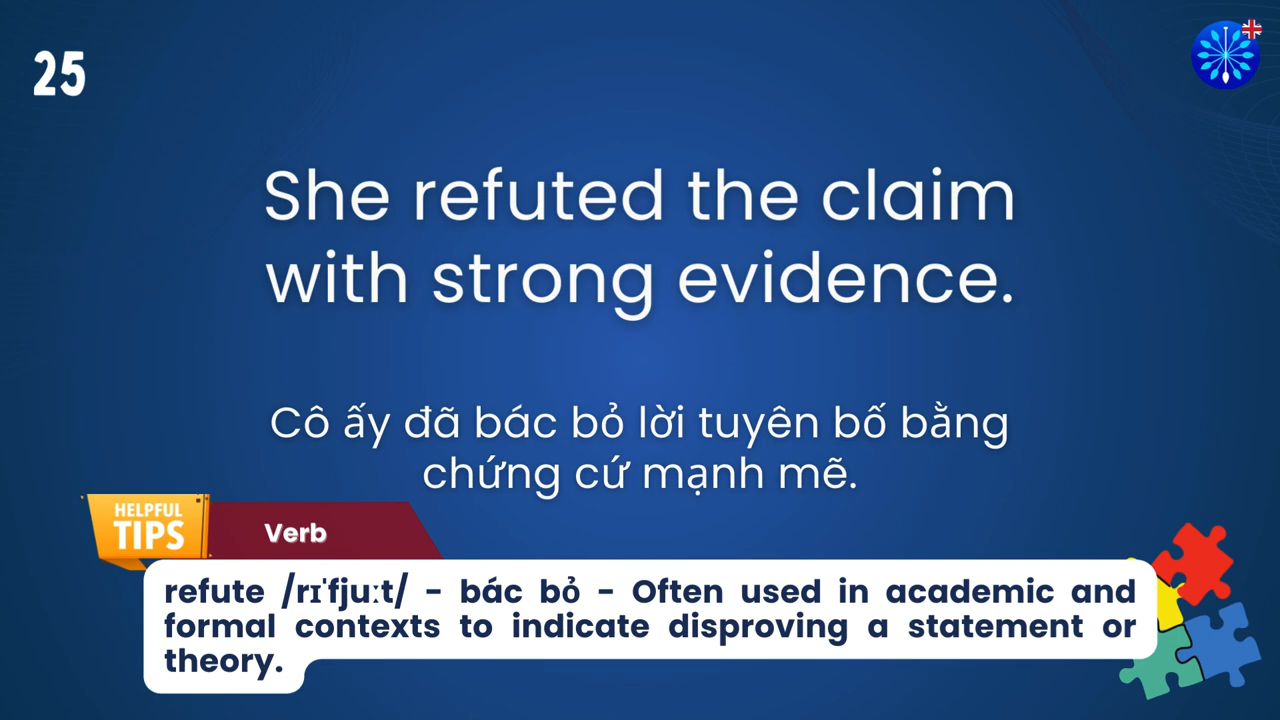 25
She refuted the claim
with strong evidence.
Cô ấy đã bác bỏ lời tuyên bố bằng
chứng cứ mạnh mẽ.
HELPFUL
TIPS
Verb
refute /rɪˈfjuːt/ - bác bỏ - Often used in academic and
formal contexts to indicate disproving a statement or
theory.